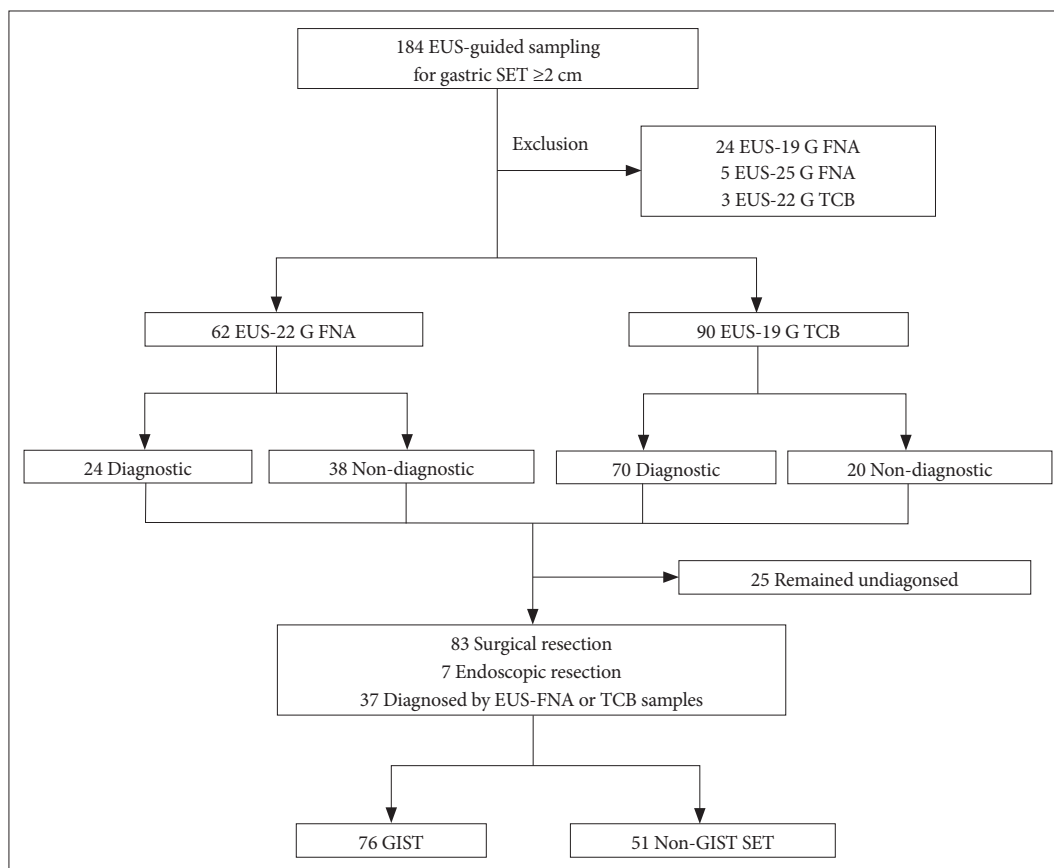 184 EUS-guided sampling
for gastric SET ≥2 cm
Exclusion
24 EUS-19 G FNA
5 EUS-25 G FNA
3 EUS-22 G TCB
62 EUS-22 G FNA
90 EUS-19 G TCB
24 Diagnostic
38 Non-diagnostic
70 Diagnostic
20 Non-diagnostic
25 Remained undiagonsed
83 Surgical resection
7 Endoscopic resection
37 Diagnosed by EUS-FNA or TCB samples
76 GIST
51 Non-GIST SET